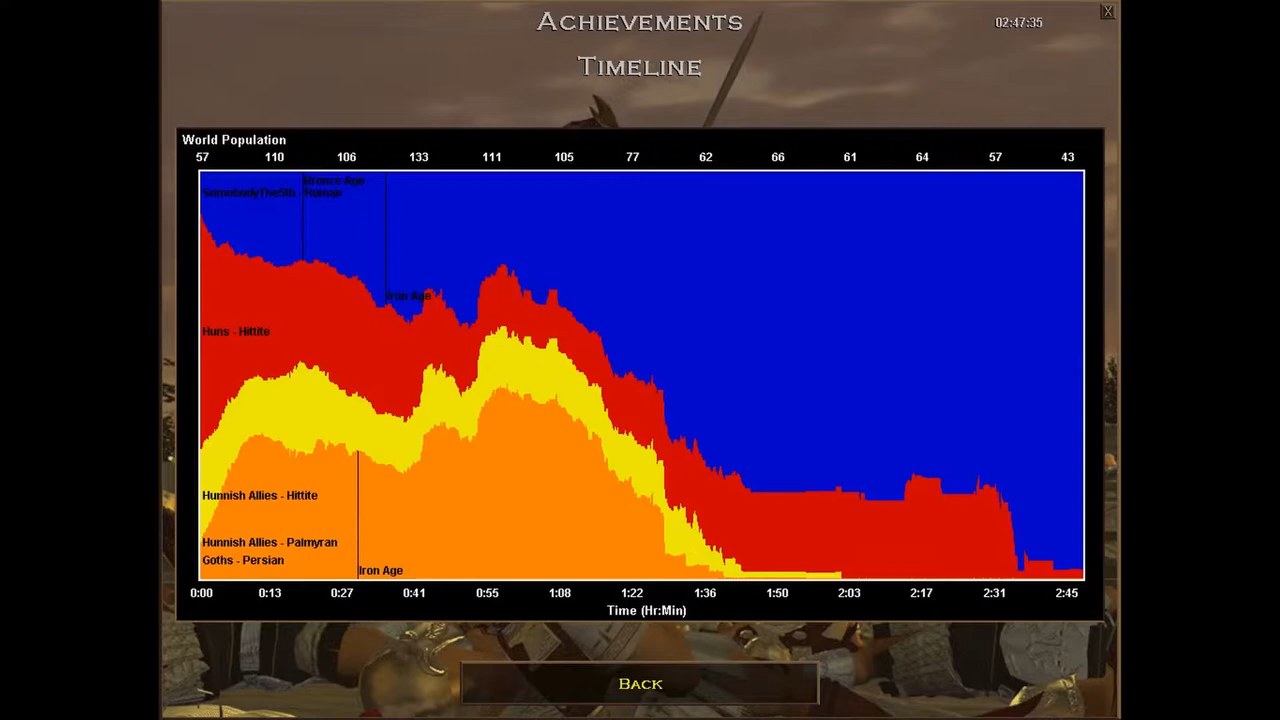 ACHIEVEMENTS
02:47:35
X
TIMELINE
World Population
57 110 106 133 111 105 77 62 66 61 64 57 43
Bronze Age
SomebodyThe5th - Roman
Iron Age
Huns - Hittite
Hunnish Allies - Hittite
Hunnish Allies - Palmyran
Goths - Persian
Iron Age
0:00 0:13 0:27 0:41 0:55 1:08 1:22 1:36 1:50 2:03 2:17 2:31 2:45
Time (Hr:Min)
BACK